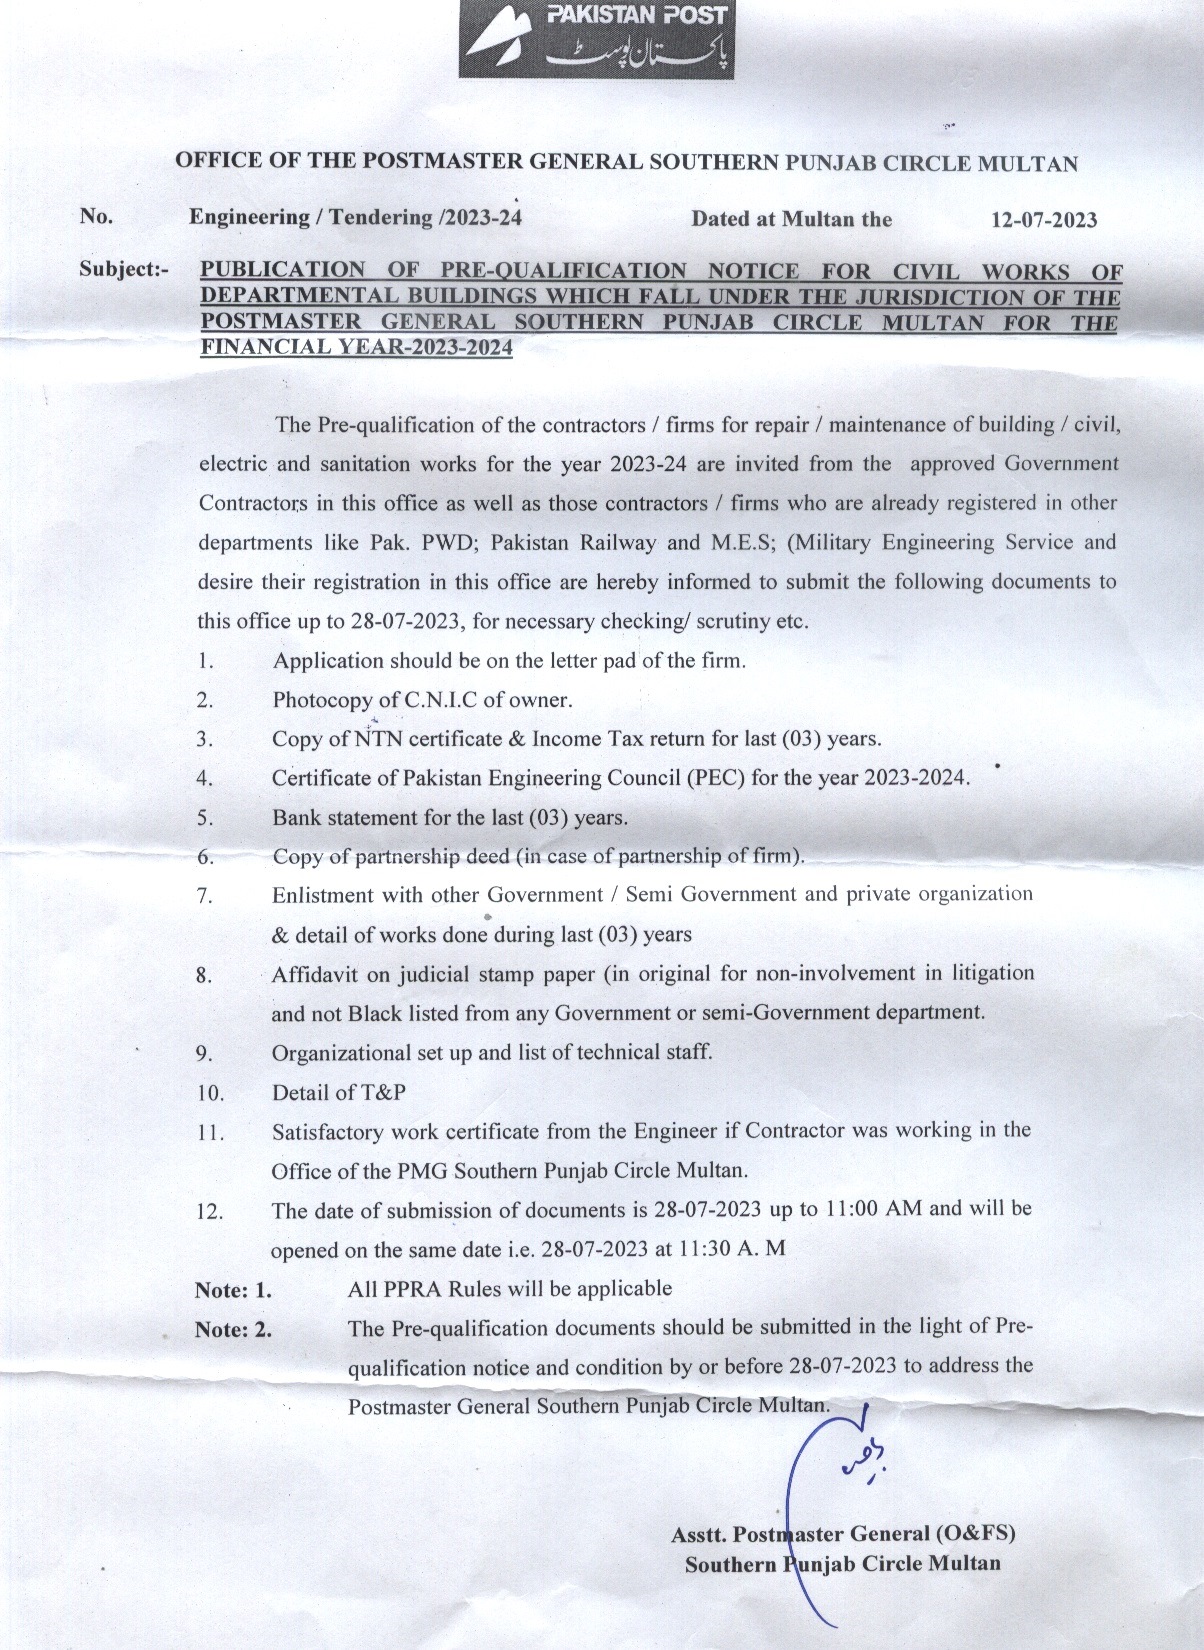 PAKISTAN POST
پاکستان پوسٹ
OFFICE OF THE POSTMASTER GENERAL SOUTHERN PUNJAB CIRCLE MULTAN
No. Engineering / Tendering /2023-24 Dated at Multan the 12-07-2023
Subject:- PUBLICATION OF PRE-QUALIFICATION NOTICE FOR CIVIL WORKS OF
DEPARTMENTAL BUILDINGS WHICH FALL UNDER THE JURISDICTION OF THE
POSTMASTER GENERAL SOUTHERN PUNJAB CIRCLE MULTAN FOR THE
FINANCIAL YEAR-2023-2024
The Pre-qualification of the contractors / firms for repair / maintenance of building / civil,
electric and sanitation works for the year 2023-24 are invited from the approved Government
Contractors in this office as well as those contractors / firms who are already registered in other
departments like Pak. PWD; Pakistan Railway and M.E.S; (Military Engineering Service and
desire their registration in this office are hereby informed to submit the following documents to
this office up to 28-07-2023, for necessary checking/ scrutiny etc.
1. Application should be on the letter pad of the firm.
2. Photocopy of C.N.I.C of owner.
3. Copy of NTN certificate & Income Tax return for last (03) years.
4. Certificate of Pakistan Engineering Council (PEC) for the year 2023-2024.
5. Bank statement for the last (03) years.
6. Copy of partnership deed (in case of partnership of firm).
7. Enlistment with other Government / Semi Government and private organization
& detail of works done during last (03) years
8. Affidavit on judicial stamp paper (in original for non-involvement in litigation
and not Black listed from any Government or semi-Government department.
9. Organizational set up and list of technical staff.
10. Detail of T&P
11. Satisfactory work certificate from the Engineer if Contractor was working in the
Office of the PMG Southern Punjab Circle Multan.
12. The date of submission of documents is 28-07-2023 up to 11:00 AM and will be
opened on the same date i.e. 28-07-2023 at 11:30 A. M
Note: 1. All PPRA Rules will be applicable
Note: 2. The Pre-qualification documents should be submitted in the light of Pre-
qualification notice and condition by or before 28-07-2023 to address the
Postmaster General Southern Punjab Circle Multan.
Asstt. Postmaster General (O&FS)
Southern Punjab Circle Multan